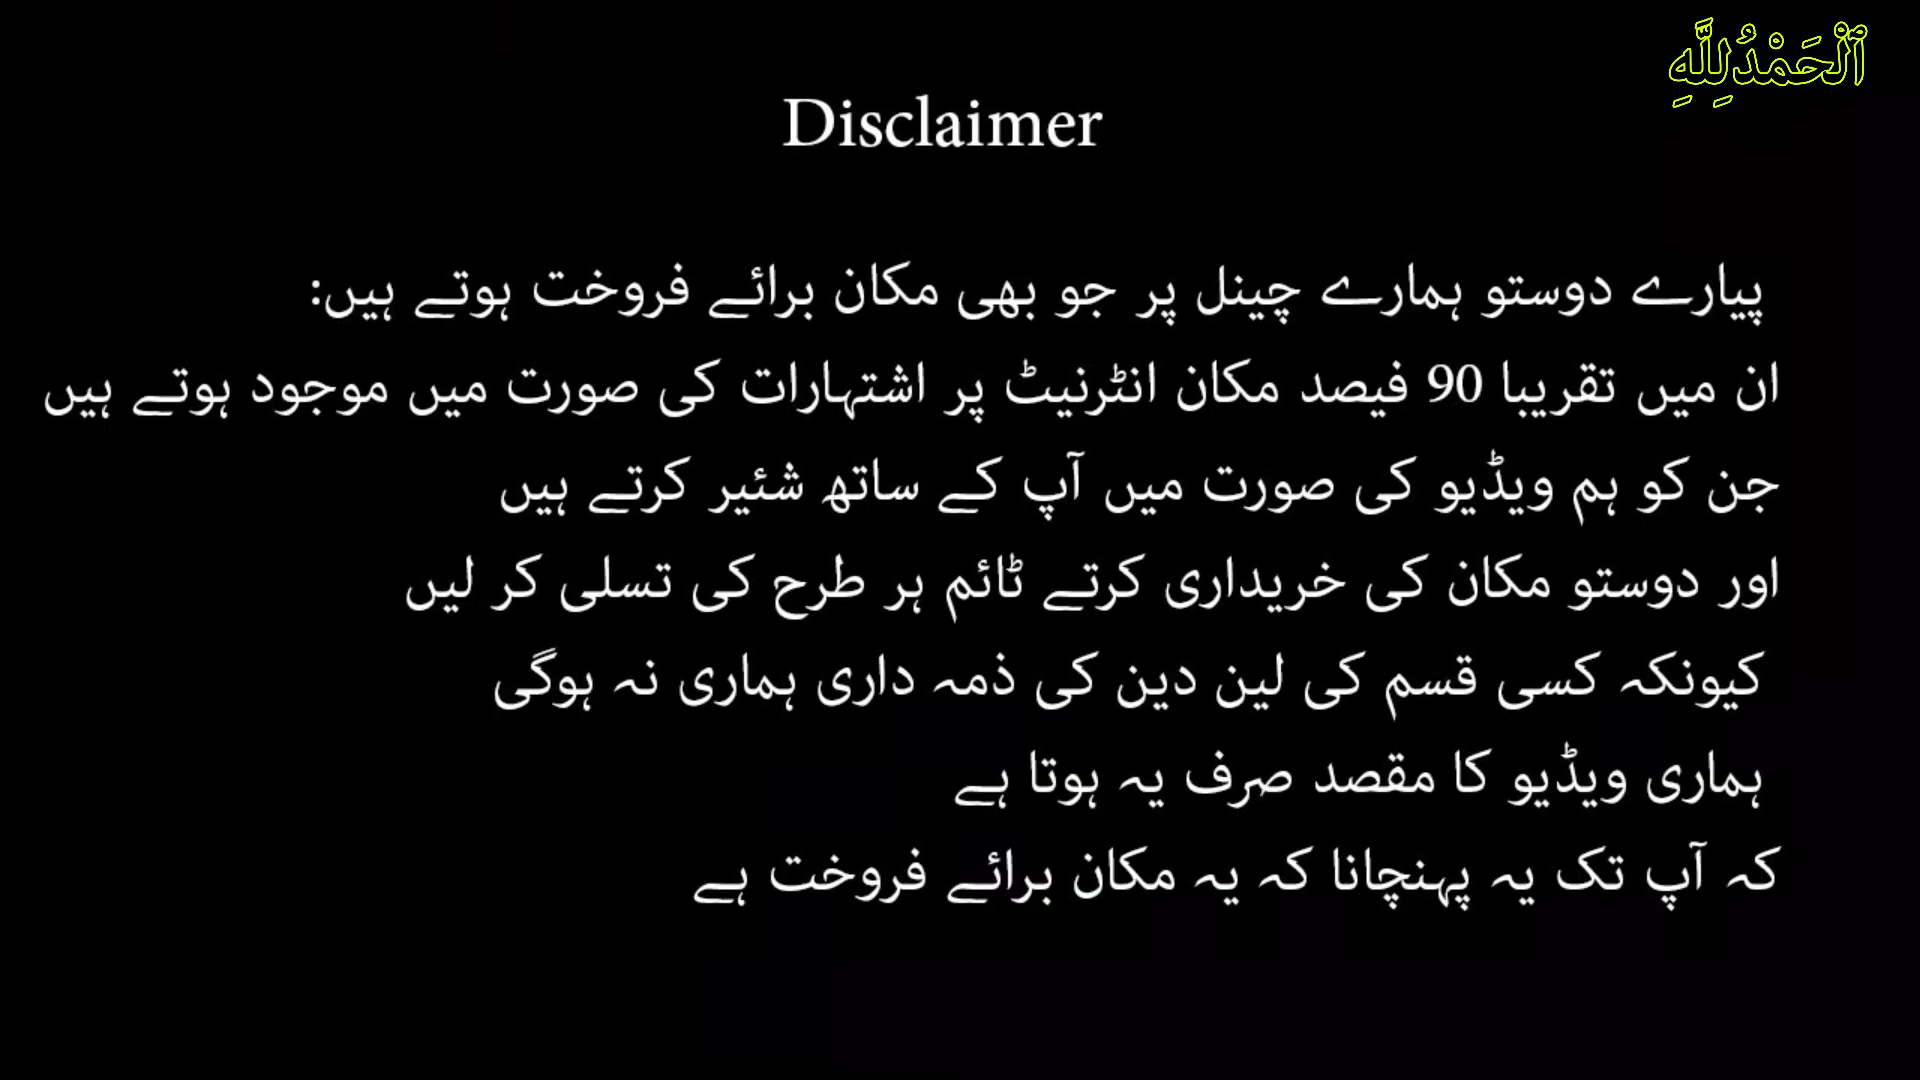 ٱلْحَمْدُلِلَّهِ
Disclaimer
پیارے دوستو ہمارے چینل پر جو بھی مکان برائے فروخت ہوتے ہیں:
ان میں تقریبا 90 فیصد مکان انٹرنیٹ پر اشتہارات کی صورت میں موجود ہوتے ہیں
جن کو ہم ویڈیو کی صورت میں آپ کے ساتھ شئیر کرتے ہیں
اور دوستو مکان کی خریداری کرتے ٹائم ہر طرح کی تسلی کر لیں
کیونکہ کسی قسم کی لین دین کی ذمہ داری ہماری نہ ہوگی
ہماری ویڈیو کا مقصد صرف یہ ہوتا ہے
کہ آپ تک یہ پہنچانا کہ یہ مکان برائے فروخت ہے